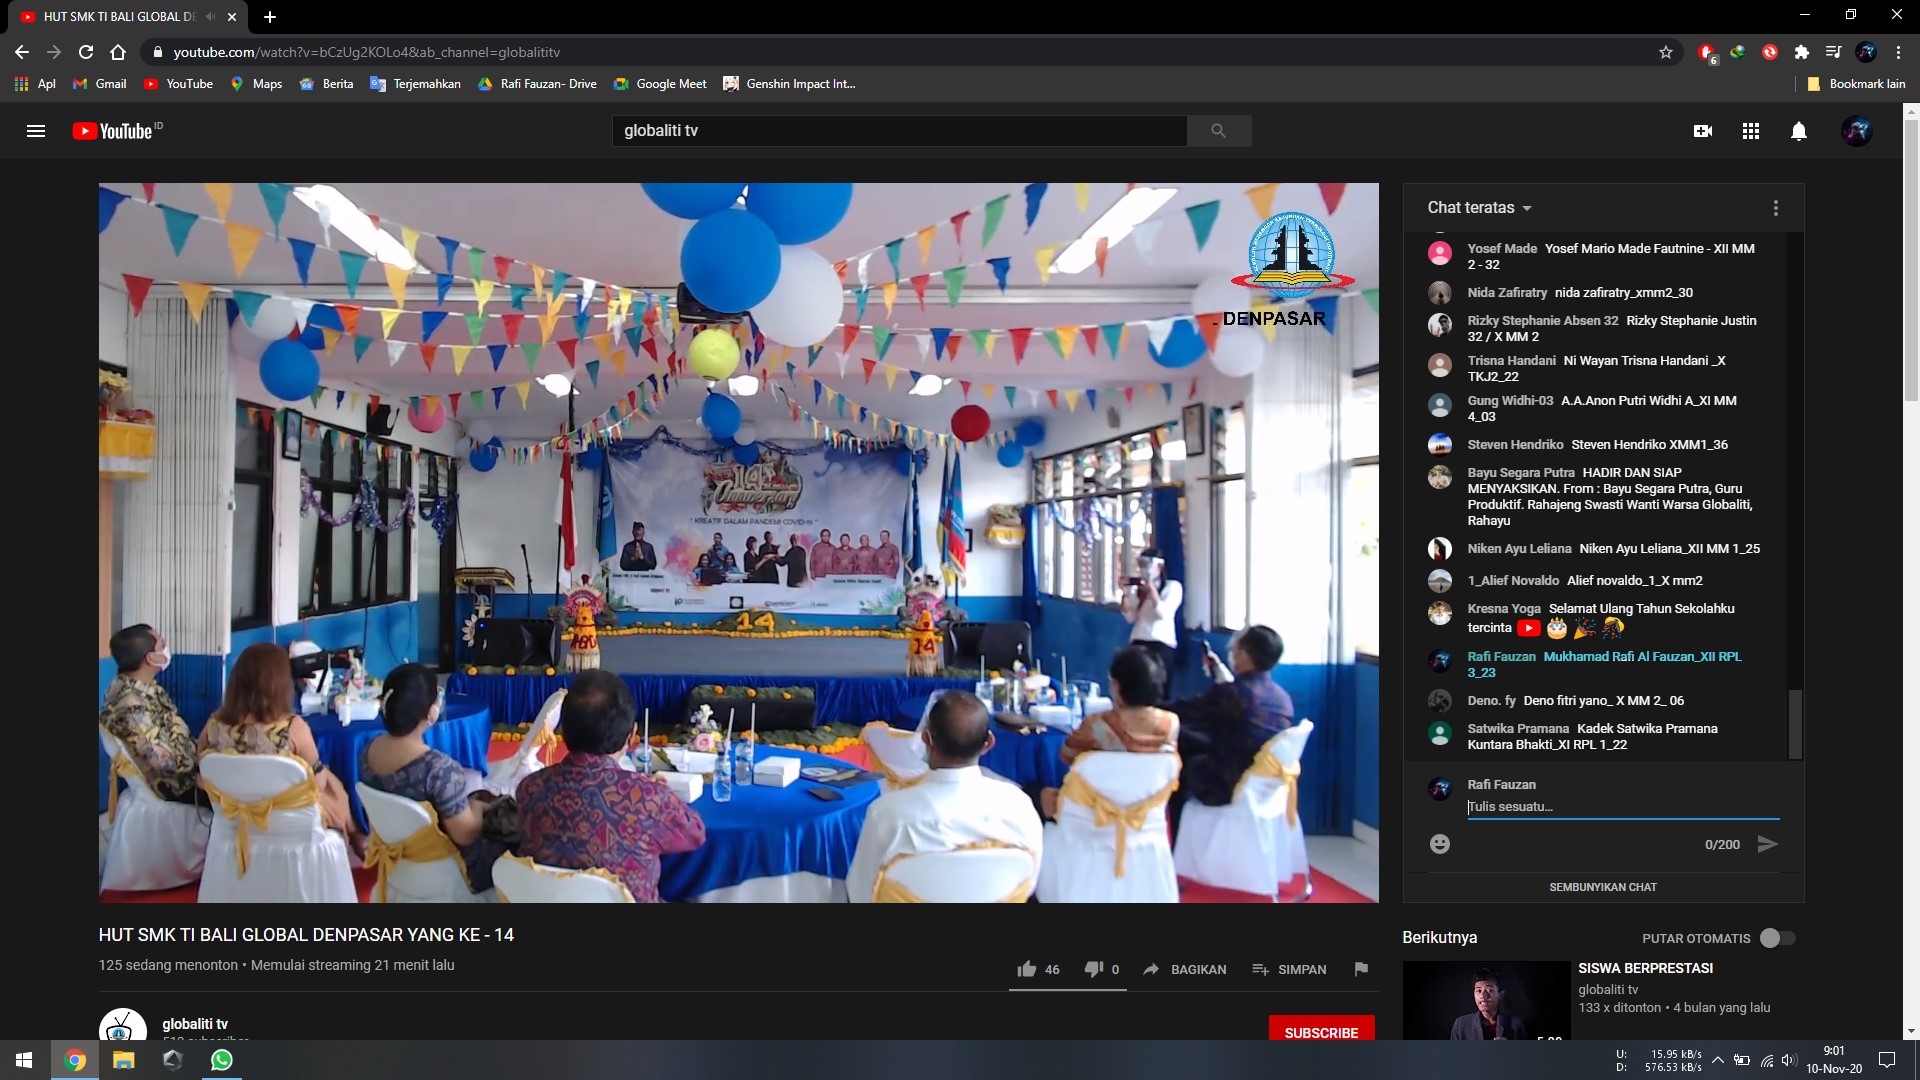 HUT SMK TI BALI GLOBAL DE
youtube.com/watch?v=bCzUg2KOLo4&ab_channel=globalititv
6
Apl
Gmail
YouTube
Maps
Berita
Terjemahkan
Rafi Fauzan- Drive
Google Meet
Genshin Impact Int...
Bookmark lain
YouTube ID
globaliti tv
DENPASAR
14th
Anniversary
" KREATIF DALAM PANDEMI COVID-19 "
14
14
Chat teratas
Yosef Made Yosef Mario Made Fautnine - XII MM
2 - 32
Nida Zafiratry nida zafiratry_xmm2_30
Rizky Stephanie Absen 32 Rizky Stephanie Justin
32 / X MM 2
Trisna Handani Ni Wayan Trisna Handani _X
TKJ2_22
Gung Widhi-03 A.A.Anon Putri Widhi A_XI MM
4_03
Steven Hendriko Steven Hendriko XMM1_36
Bayu Segara Putra HADIR DAN SIAP
MENYAKSIKAN. From : Bayu Segara Putra, Guru
Produktif. Rahajeng Swasti Wanti Warsa Globaliti,
Rahayu
Niken Ayu Leliana Niken Ayu Leliana_XII MM 1_25
1_Alief Novaldo Alief novaldo_1_X mm2
Kresna Yoga Selamat Ulang Tahun Sekolahku
tercinta
Rafi Fauzan Mukhamad Rafi Al Fauzan_XII RPL
3_23
Deno. fy Deno fitri yano_ X MM 2_ 06
Satwika Pramana Kadek Satwika Pramana
Kuntara Bhakti_XI RPL 1_22
Rafi Fauzan
Tulis sesuatu...
0/200
SEMBUNYIKAN CHAT
HUT SMK TI BALI GLOBAL DENPASAR YANG KE - 14
125 sedang menonton • Memulai streaming 21 menit lalu
46
0
BAGIKAN
SIMPAN
globaliti tv
SUBSCRIBE
Berikutnya
PUTAR OTOMATIS
SISWA BERPRESTASI
globaliti tv
133 x ditonton • 4 bulan yang lalu
U: 15.95 kB/s
D: 576.53 kB/s
9:01
10-Nov-20